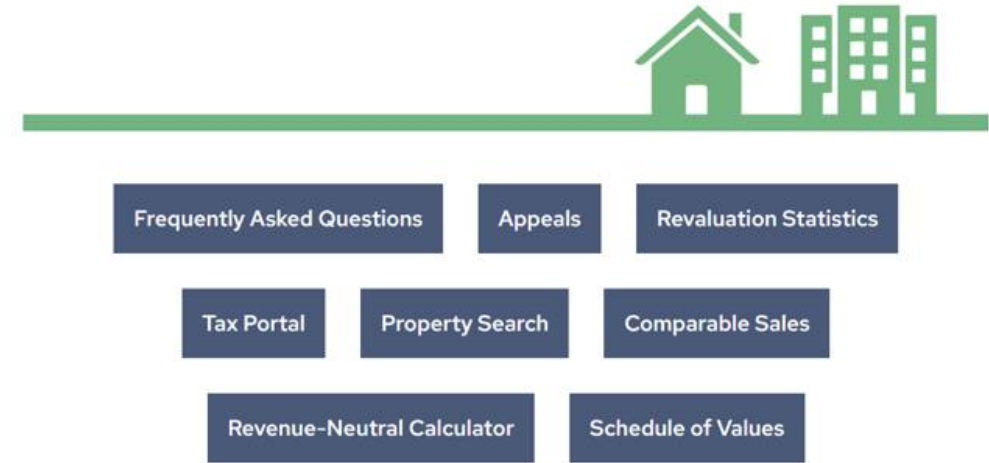 Frequently Asked Questions
Appeals
Revaluation Statistics
Tax Portal
Property Search
Comparable Sales
Revenue-Neutral Calculator
Schedule of Values